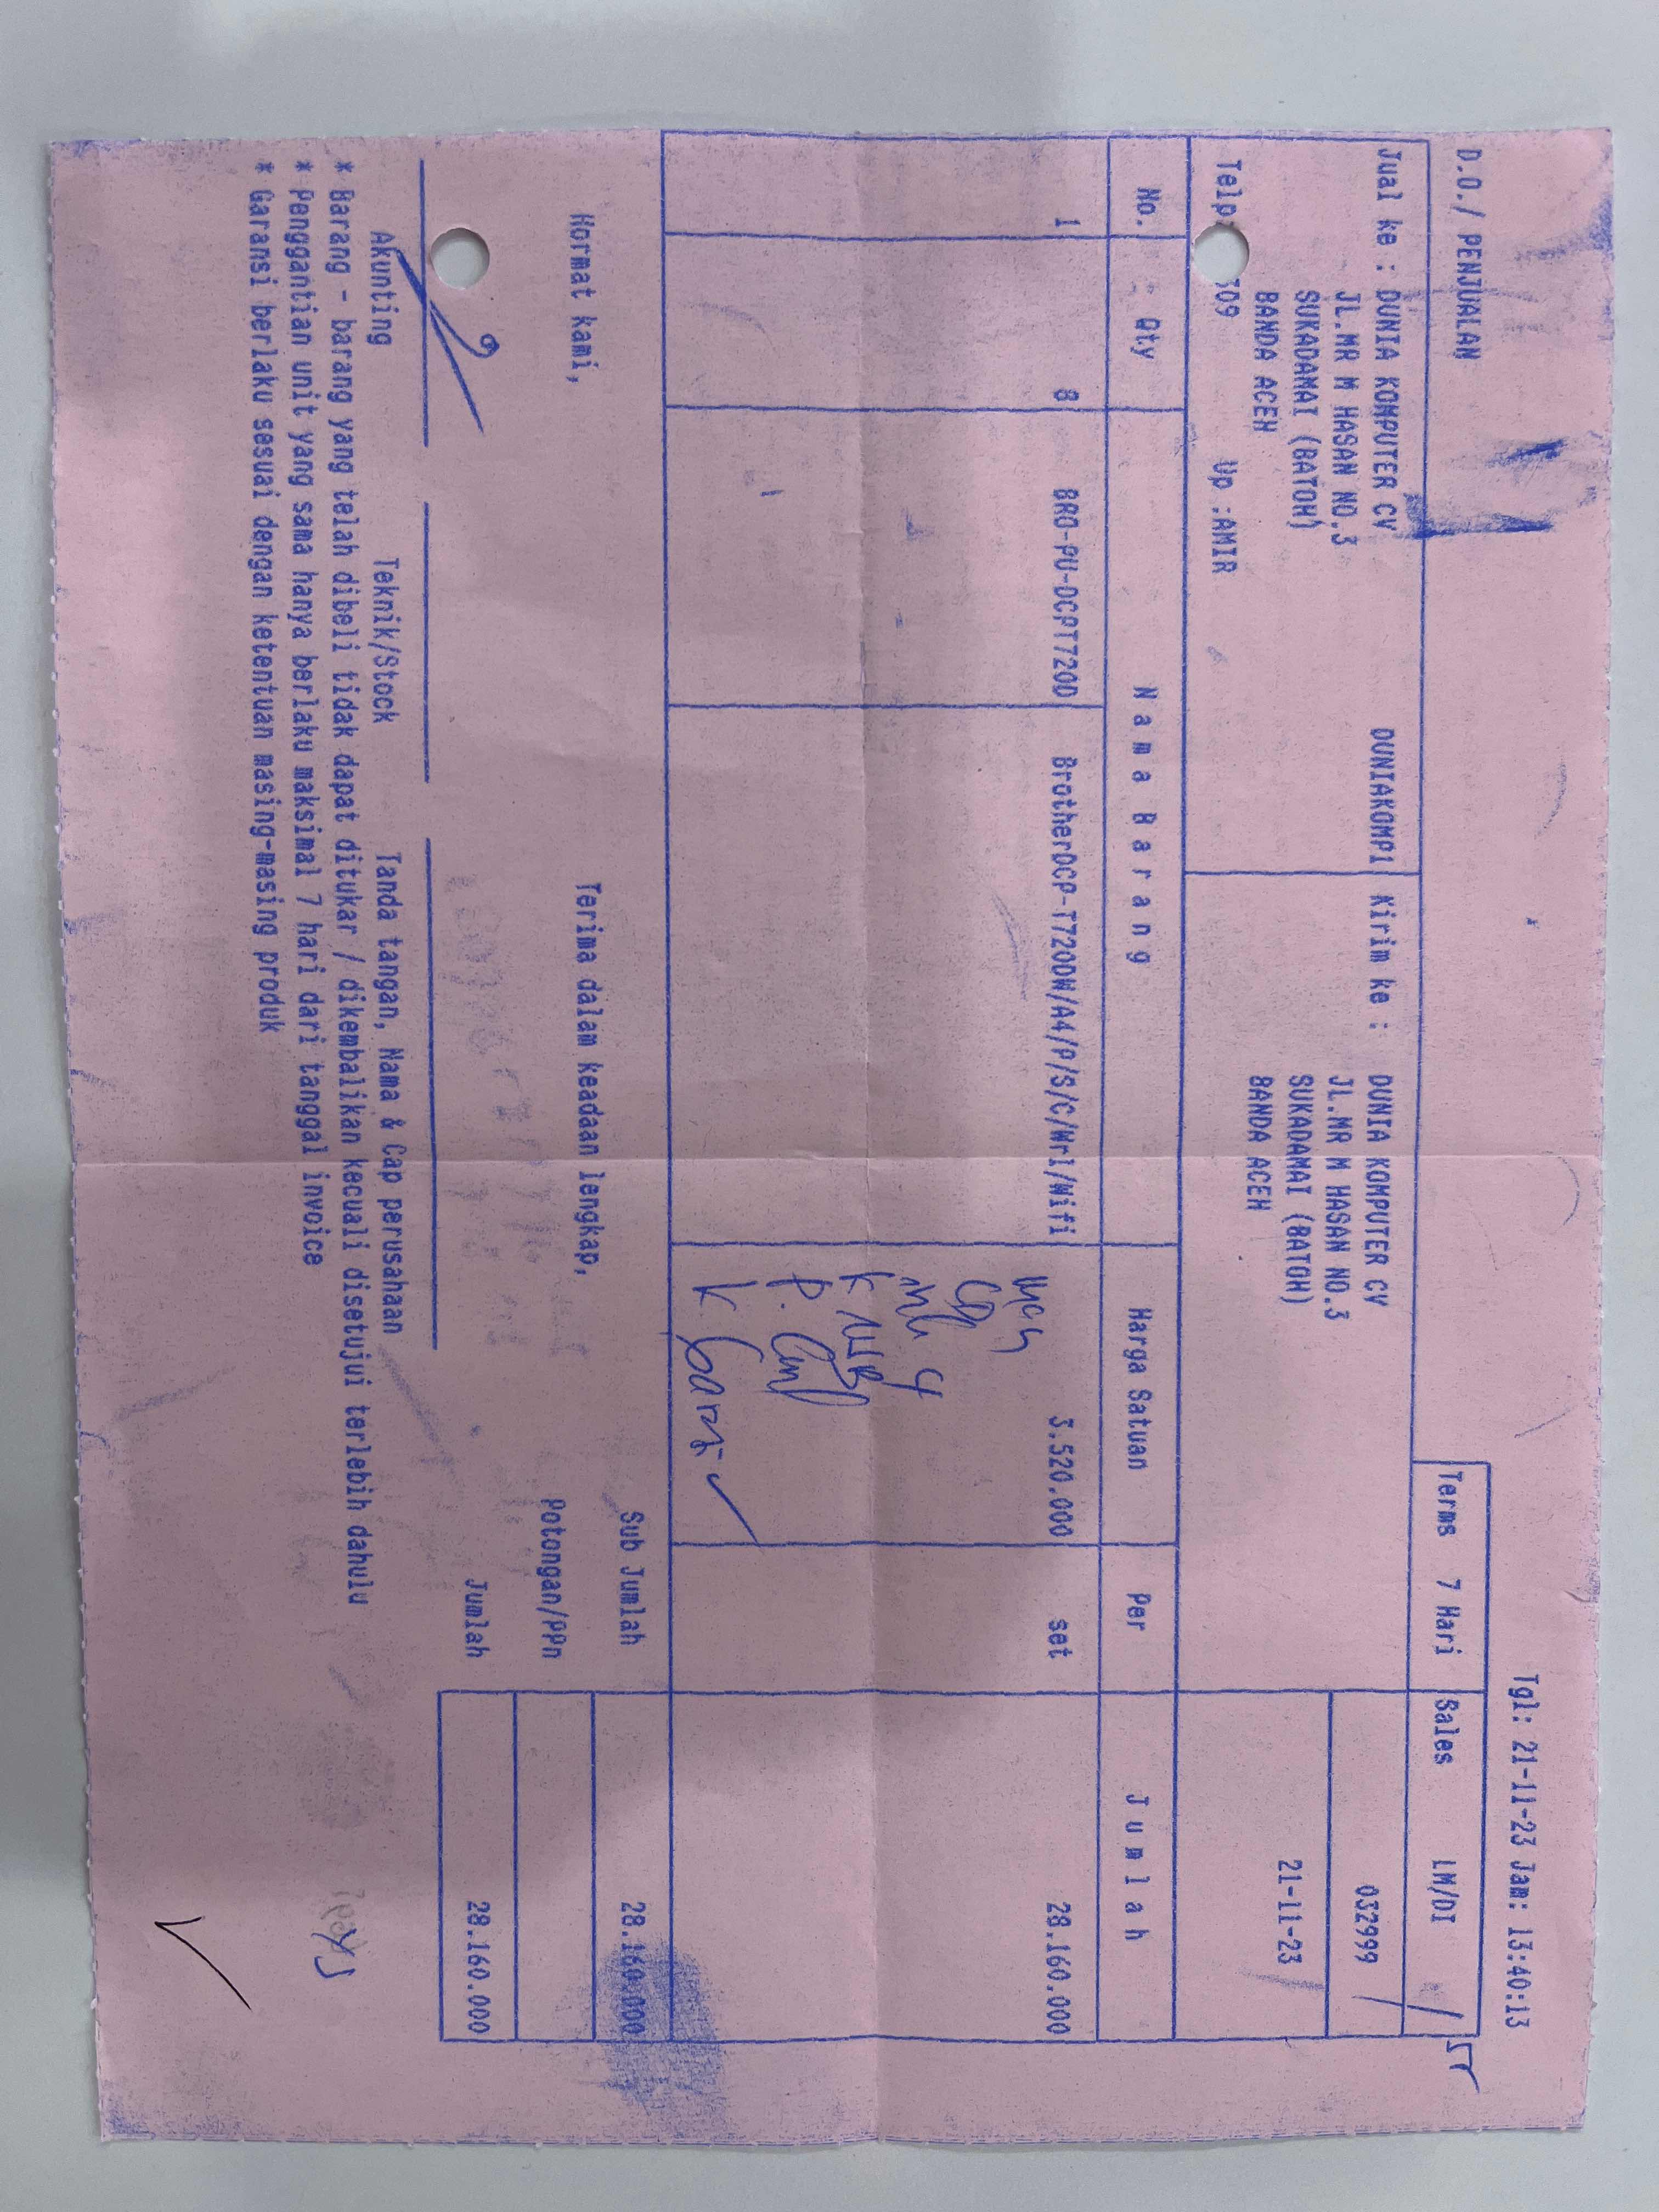 Tgl: 21-11-23 Jam: 13:40:13
D.O./ PENJUALAN
Terms 7 Hari Sales LM/DI
Jual ke : DUNIA KOMPUTER CV DUNIAKOMP1 Kirim ke : DUNIA KOMPUTER CV
JL.MR M HASAN NO.3 JL.MR M HASAN NO.3 032999
SUKADAMAI (BATOH) SUKADAMAI (BATOH)
BANDA ACEH BANDA ACEH 21-11-23
Telp Up :AMIR
No. Qty Nama Barang Harga Satuan Per Jumlah
1 8 BRO-PU-DCPT720D BrotherDCP-T720DW/A4/P/S/C/Wrl/Wifi 3.520.000 set 28.160.000
Sub Jumlah 28.160.000
Hormat kami, Terima dalam keadaan lengkap,
Potongan/PPn
Jumlah 28.160.000
Akunting Teknik/Stock Tanda tangan, Nama & Cap perusahaan
* Barang - barang yang telah dibeli tidak dapat ditukar / dikembalikan kecuali disetujui terlebih dahulu
* Penggantian unit yang sama hanya berlaku maksimal 7 hari dari tanggal invoice
* Garansi berlaku sesuai dengan ketentuan masing-masing produk